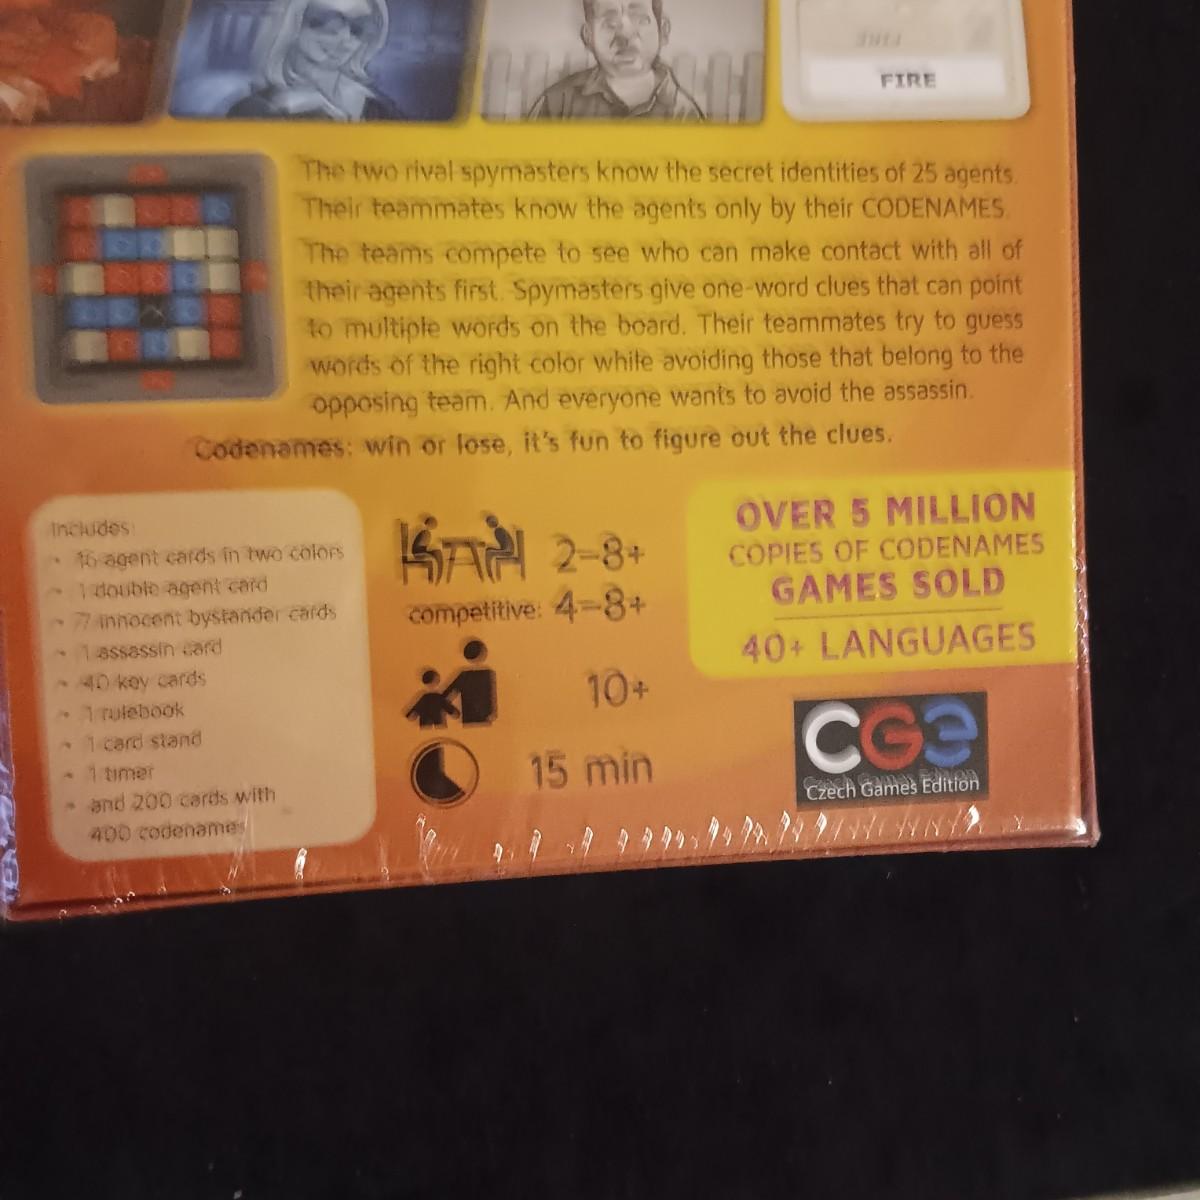 FIRE
FIRE
The two rival spymasters know the secret identities of 25 agents.
Their teammates know the agents only by their CODENAMES.
The teams compete to see who can make contact with all of
their agents first. Spymasters give one-word clues that can point
to multiple words on the board. Their teammates try to guess
words of the right color while avoiding those that belong to the
opposing team. And everyone wants to avoid the assassin.
Codenames: win or lose, it's fun to figure out the clues.
Includes:
- 16 agent cards in two colors
- 1 double agent card
- 7 innocent bystander cards
- 1 assassin card
- 40 key cards
- 1 rulebook
- 1 card stand
- 1 timer
- and 200 cards with
400 codenames
2–8+
competitive: 4–8+
10+
15 min
OVER 5 MILLION
COPIES OF CODENAMES
GAMES SOLD
40+ LANGUAGES
CGE
Czech Games Edition